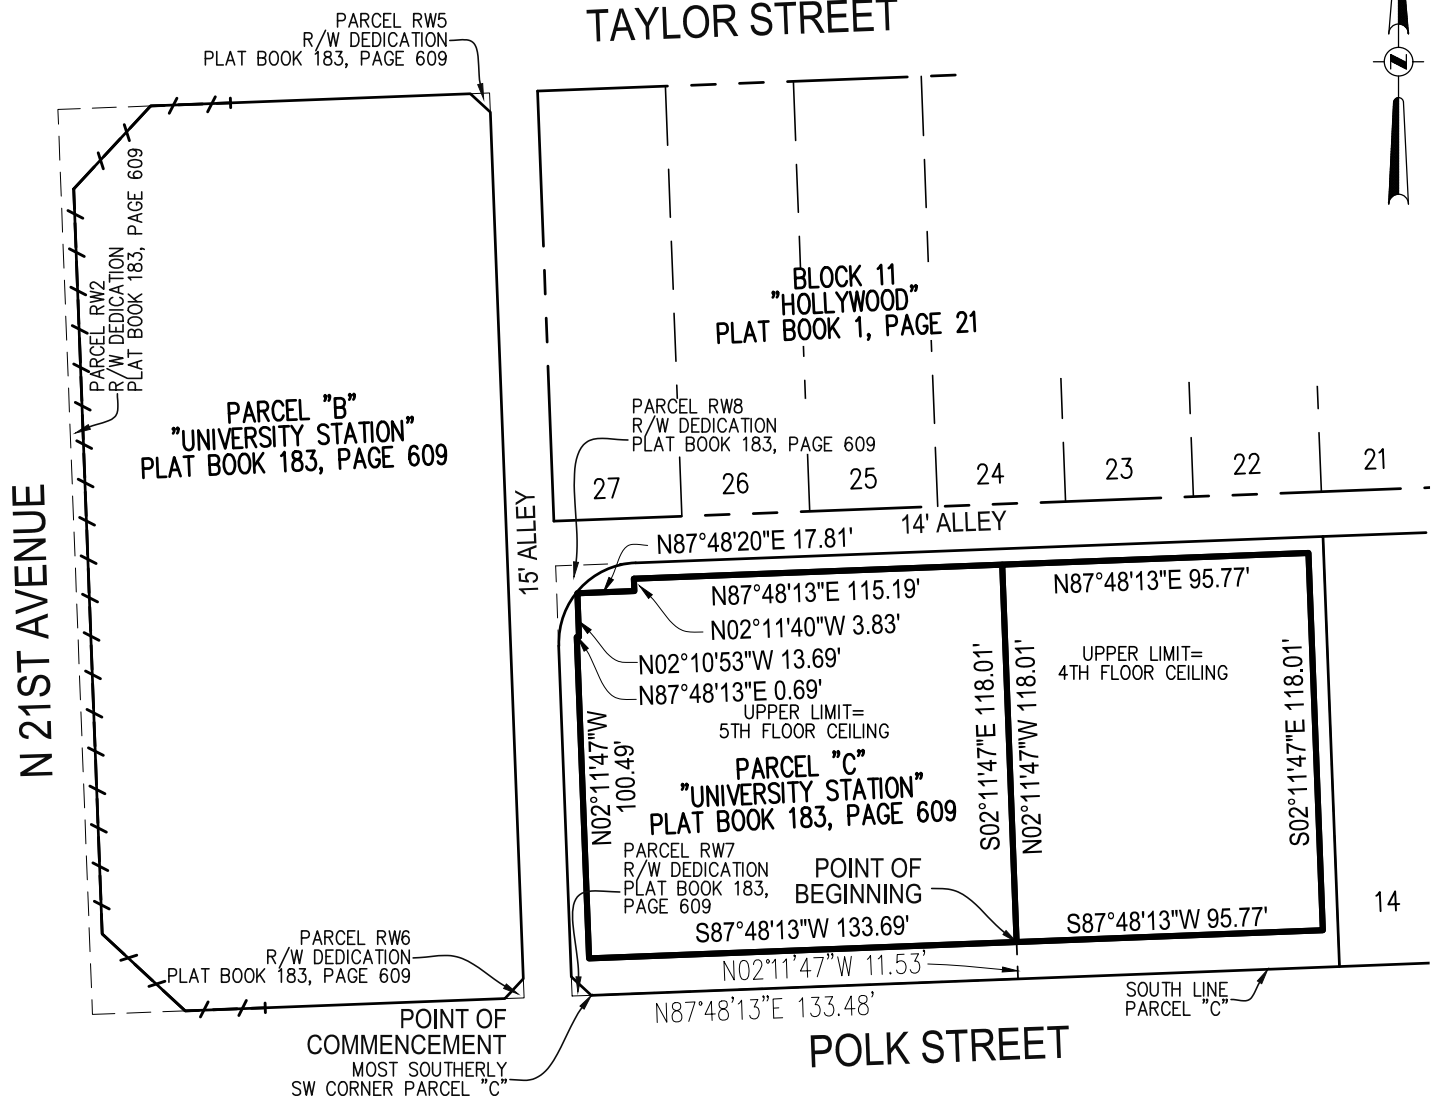 PARCEL RW5
R/W DEDICATION
PLAT BOOK 183, PAGE 609
TAYLOR STREET
N
PARCEL RW2
R/W DEDICATION
PLAT BOOK 183, PAGE 609
BLOCK 11
"HOLLYWOOD"
PLAT BOOK 1, PAGE 21
PARCEL "B"
"UNIVERSITY STATION"
PLAT BOOK 183, PAGE 609
PARCEL RW8
R/W DEDICATION
PLAT BOOK 183, PAGE 609
27
26
25
24
23
22
21
N 21ST AVENUE
15' ALLEY
14' ALLEY
N87°48'20"E 17.81'
N87°48'13"E 115.19'
N87°48'13"E 95.77'
N02°11'40"W 3.83'
N02°10'53"W 13.69'
N87°48'13"E 0.69'
UPPER LIMIT=
5TH FLOOR CEILING
UPPER LIMIT=
4TH FLOOR CEILING
N02°11'47"W
100.49'
S02°11'47"E 118.01'
N02°11'47"W 118.01'
S02°11'47"E 118.01'
PARCEL "C"
"UNIVERSITY STATION"
PLAT BOOK 183, PAGE 609
PARCEL RW7
R/W DEDICATION
PLAT BOOK 183,
PAGE 609
POINT OF
BEGINNING
S87°48'13"W 133.69'
S87°48'13"W 95.77'
14
PARCEL RW6
R/W DEDICATION
PLAT BOOK 183, PAGE 609
N02°11'47"W 11.53'
N87°48'13"E 133.48'
SOUTH LINE
PARCEL "C"
POINT OF
COMMENCEMENT
MOST SOUTHERLY
SW CORNER PARCEL "C"
POLK STREET